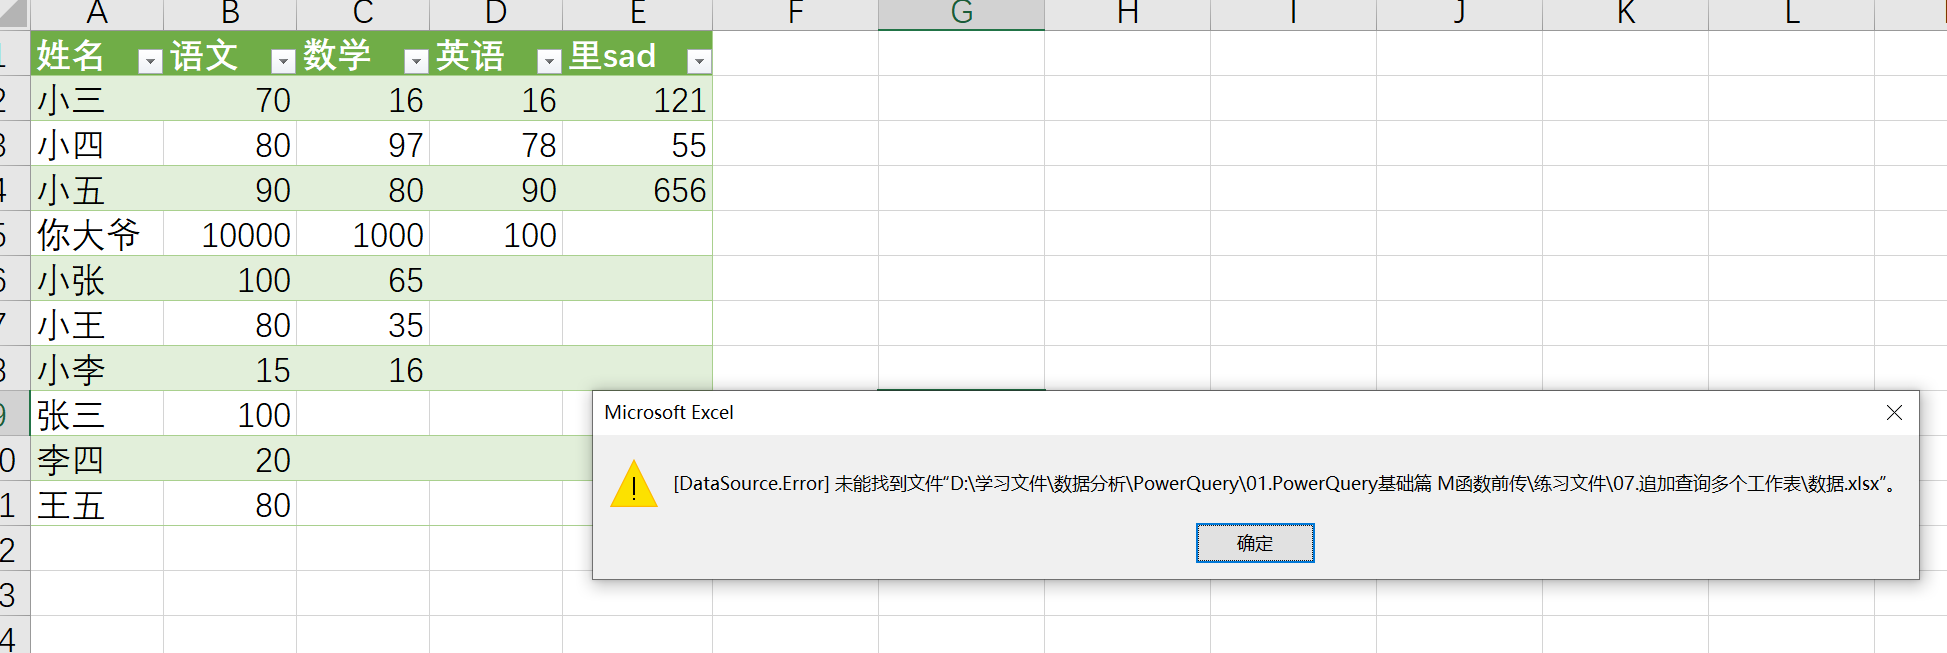 A B C D E F G H I J K L
姓名 语文 数学 英语 里sad
2 小三 70 16 16 121
3 小四 80 97 78 55
4 小五 90 80 90 656
5 你大爷 10000 1000 100
6 小张 100 65
7 小王 80 35
8 小李 15 16
9 张三 100
0 李四 20
1 王五 80
2
3
4
Microsoft Excel
[DataSource.Error] 未能找到文件“D:\学习文件\数据分析\PowerQuery\01.PowerQuery基础篇 M函数前传\练习文件\07.追加查询多个工作表\数据.xlsx”。
确定